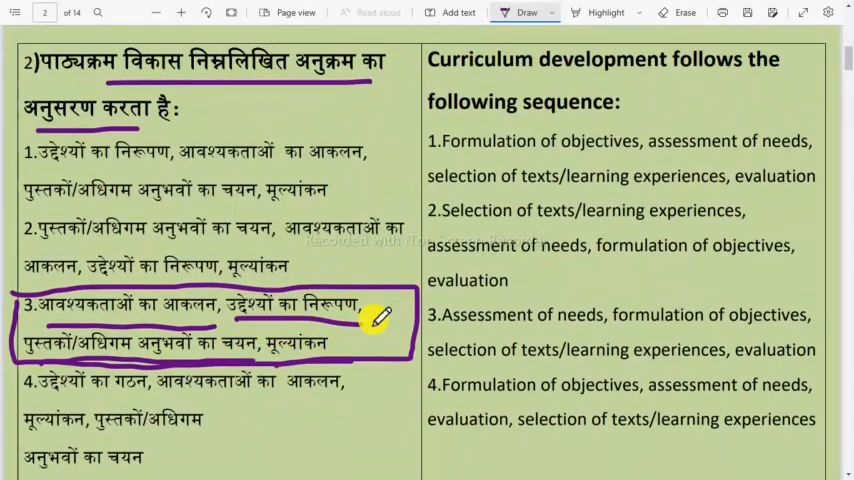 2 of 14
Page view
Read aloud
Add text
Draw
Highlight
Erase
2)पाठ्यक्रम विकास निम्नलिखित अनुक्रम का
अनुसरण करता है:
1.उद्देश्यों का निरूपण, आवश्यकताओं का आकलन,
पुस्तकों/अधिगम अनुभवों का चयन, मूल्यांकन
2.पुस्तकों/अधिगम अनुभवों का चयन, आवश्यकताओं का
आकलन, उद्देश्यों का निरूपण, मूल्यांकन
3.आवश्यकताओं का आकलन, उद्देश्यों का निरूपण,
पुस्तकों/अधिगम अनुभवों का चयन, मूल्यांकन
4.उद्देश्यों का गठन, आवश्यकताओं का आकलन,
मूल्यांकन, पुस्तकों/अधिगम
अनुभवों का चयन
Curriculum development follows the
following sequence:
1.Formulation of objectives, assessment of needs,
selection of texts/learning experiences, evaluation
2.Selection of texts/learning experiences,
assessment of needs, formulation of objectives,
evaluation
3.Assessment of needs, formulation of objectives,
selection of texts/learning experiences, evaluation
4.Formulation of objectives, assessment of needs,
evaluation, selection of texts/learning experiences
Recorded with iTop Screen Recorder